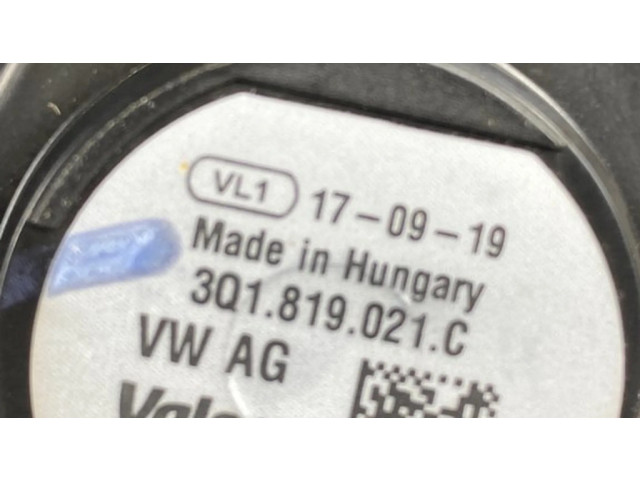 VL1 17-09-19
Made in Hungary
3Q1.819.021.C
VW AG